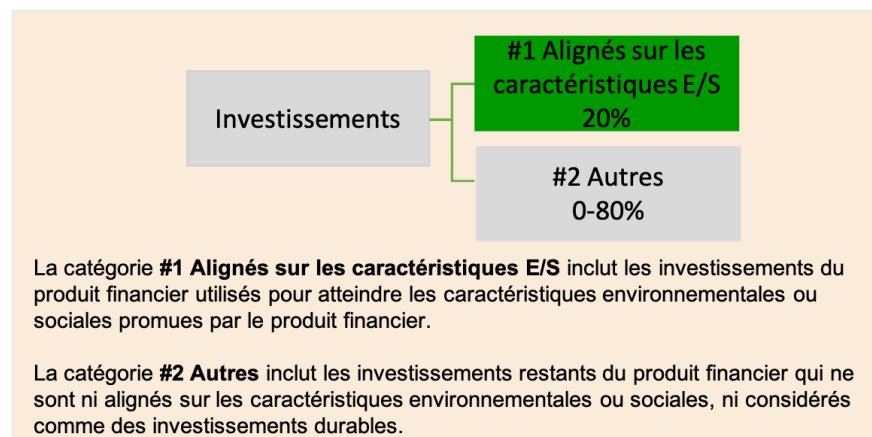 #1 Alignés sur les
caractéristiques E/S
20%
Investissements
#2 Autres
0-80%
La catégorie #1 Alignés sur les caractéristiques E/S inclut les investissements du
produit financier utilisés pour atteindre les caractéristiques environnementales ou
sociales promues par le produit financier.
La catégorie #2 Autres inclut les investissements restants du produit financier qui ne
sont ni alignés sur les caractéristiques environnementales ou sociales, ni considérés
comme des investissements durables.